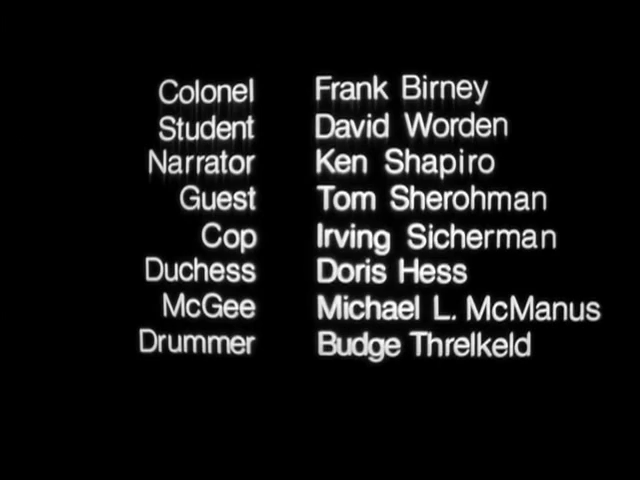 Colonel Frank Birney
Student David Worden
Narrator Ken Shapiro
Guest Tom Sherohman
Cop Irving Sicherman
Duchess Doris Hess
McGee Michael L. McManus
Drummer Budge Threlkeld